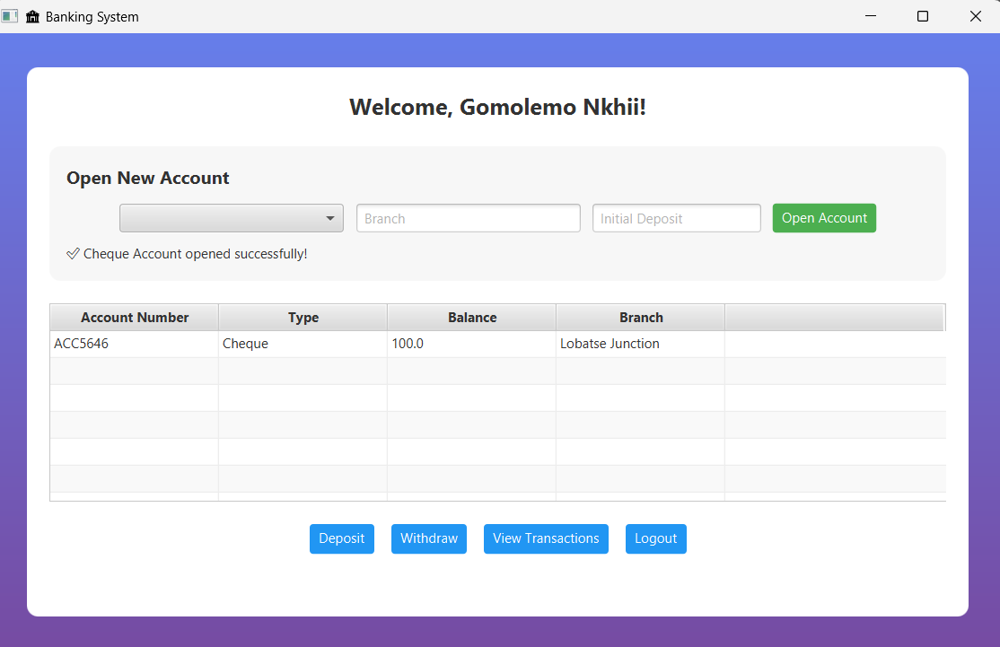 Banking System
Welcome, Gomolemo Nkhii!
Open New Account
Branch Initial Deposit Open Account
Cheque Account opened successfully!
Account Number Type Balance Branch
ACC5646 Cheque 100.0 Lobatse Junction
Deposit Withdraw View Transactions Logout